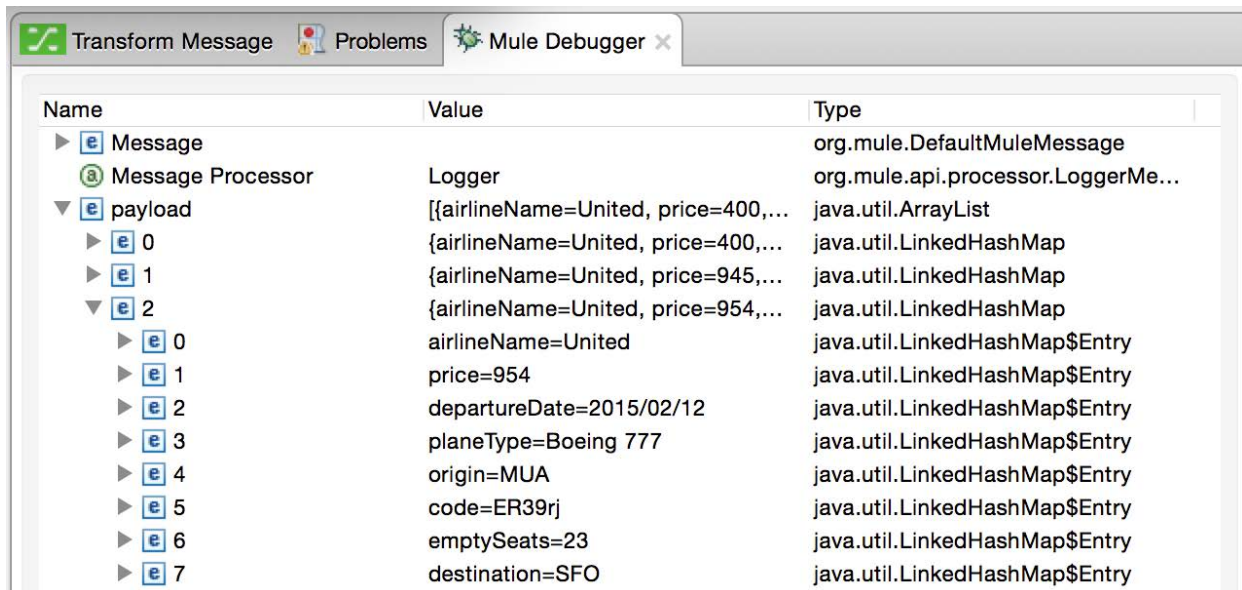 Transform Message Problems Mule Debugger
Name Value Type
e Message org.mule.DefaultMuleMessage
a Message Processor Logger org.mule.api.processor.LoggerMe...
e payload [{airlineName=United, price=400,... java.util.ArrayList
e 0 {airlineName=United, price=400,... java.util.LinkedHashMap
e 1 {airlineName=United, price=945,... java.util.LinkedHashMap
e 2 {airlineName=United, price=954,... java.util.LinkedHashMap
e 0 airlineName=United java.util.LinkedHashMap$Entry
e 1 price=954 java.util.LinkedHashMap$Entry
e 2 departureDate=2015/02/12 java.util.LinkedHashMap$Entry
e 3 planeType=Boeing 777 java.util.LinkedHashMap$Entry
e 4 origin=MUA java.util.LinkedHashMap$Entry
e 5 code=ER39rj java.util.LinkedHashMap$Entry
e 6 emptySeats=23 java.util.LinkedHashMap$Entry
e 7 destination=SFO java.util.LinkedHashMap$Entry